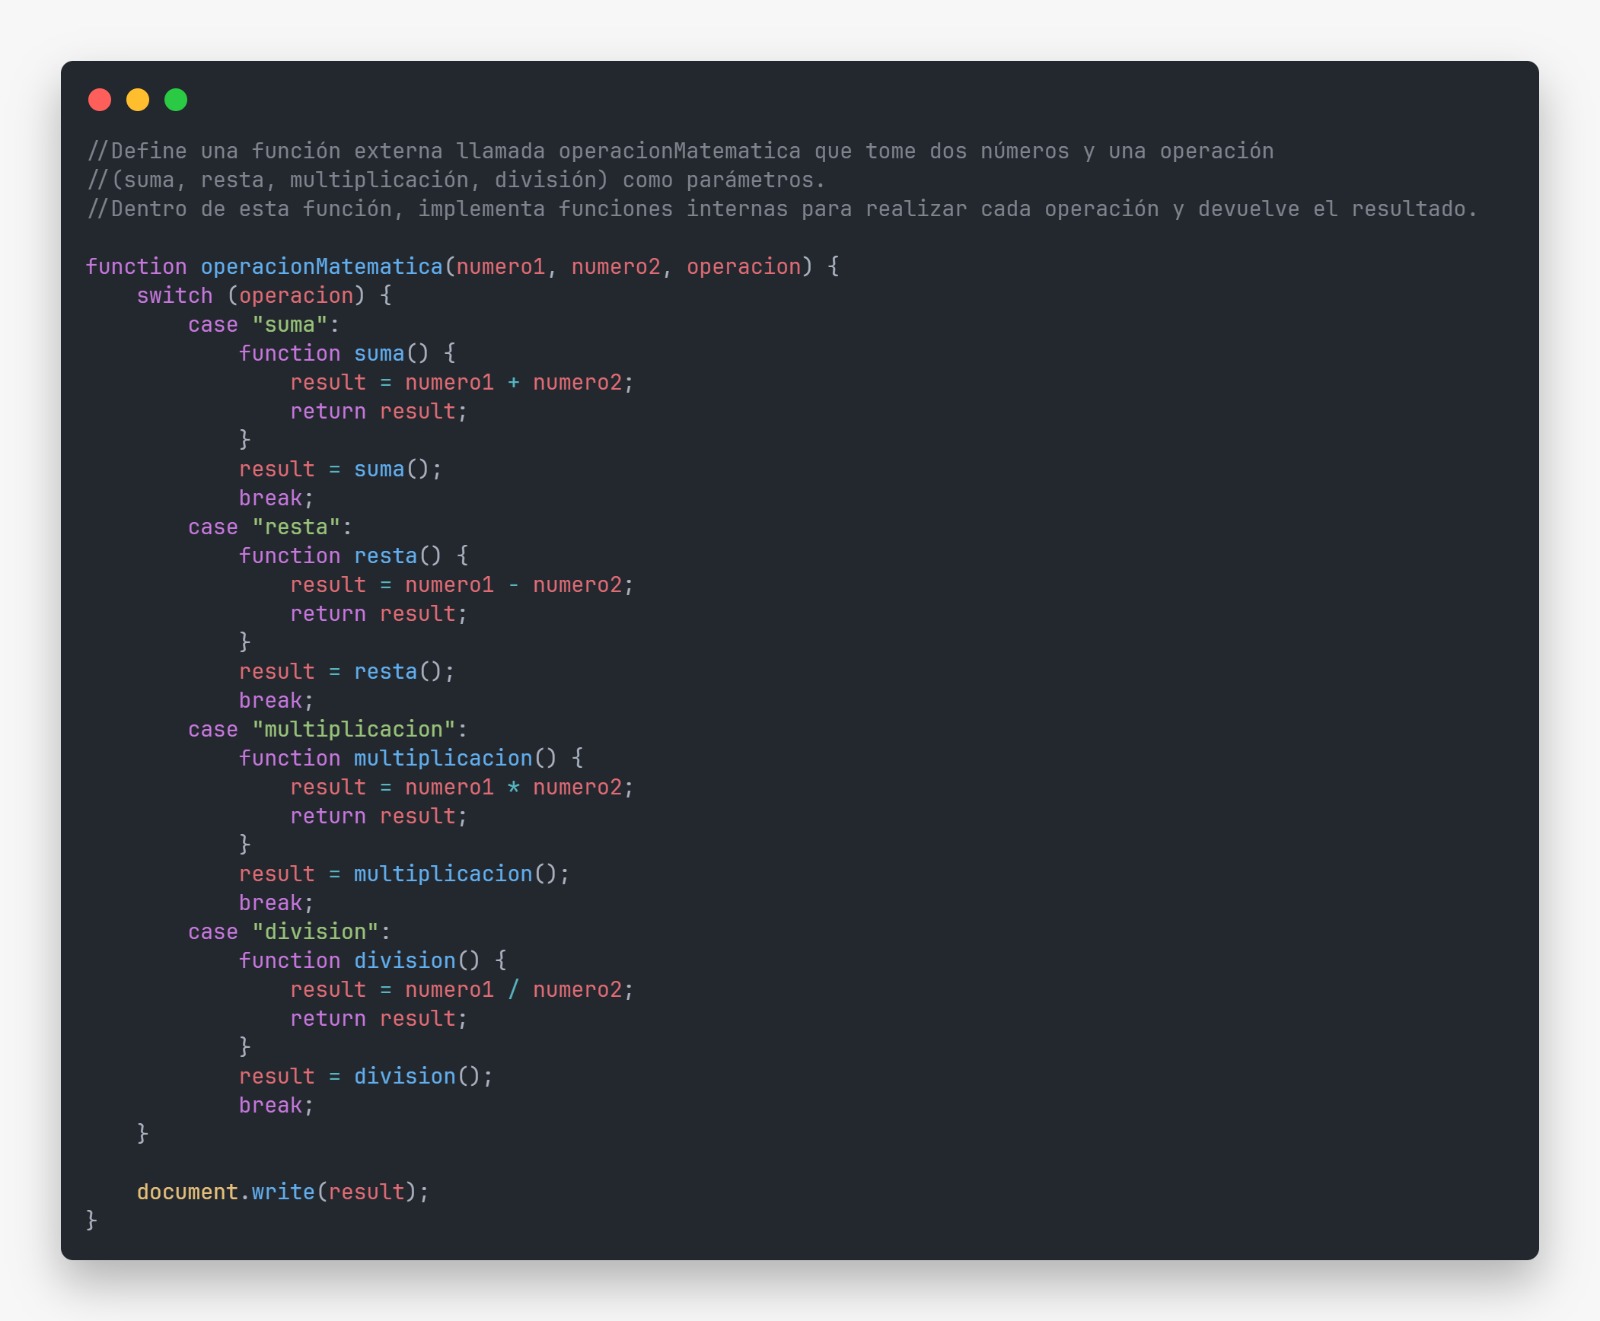 //Define una función externa llamada operacionMatematica que tome dos números y una operación
//(suma, resta, multiplicación, división) como parámetros.
//Dentro de esta función, implementa funciones internas para realizar cada operación y devuelve el resultado.

function operacionMatematica(numero1, numero2, operacion) {
    switch (operacion) {
        case "suma":
            function suma() {
                result = numero1 + numero2;
                return result;
            }
            result = suma();
            break;
        case "resta":
            function resta() {
                result = numero1 - numero2;
                return result;
            }
            result = resta();
            break;
        case "multiplicacion":
            function multiplicacion() {
                result = numero1 * numero2;
                return result;
            }
            result = multiplicacion();
            break;
        case "division":
            function division() {
                result = numero1 / numero2;
                return result;
            }
            result = division();
            break;
    }

    document.write(result);
}